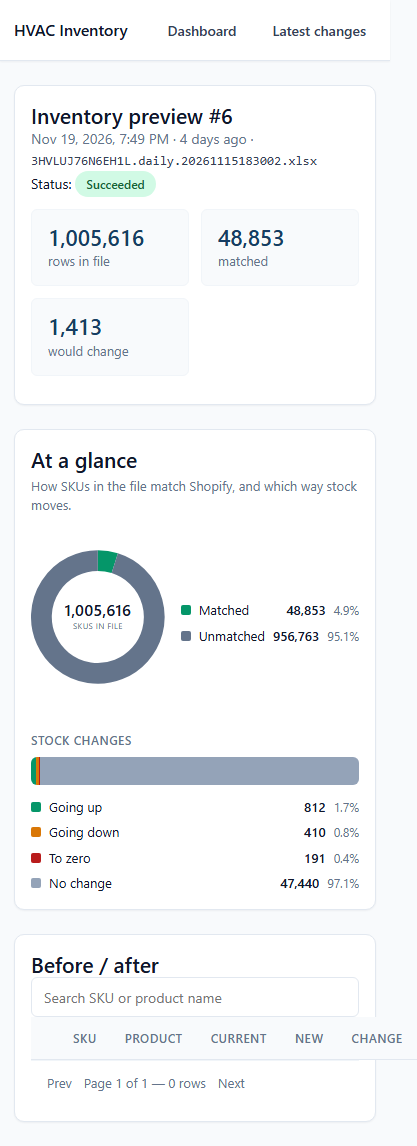 HVAC Inventory Dashboard Latest changes
Inventory preview #6
Nov 19, 2026, 7:49 PM · 4 days ago ·
3HVLUJ76N6EH1L.daily.20261115183002.xlsx
Status: Succeeded
1,005,616
rows in file
48,853
matched
1,413
would change
At a glance
How SKUs in the file match Shopify, and which way stock
moves.
1,005,616
SKUS IN FILE
Matched 48,853 4.9%
Unmatched 956,763 95.1%
STOCK CHANGES
Going up 812 1.7%
Going down 410 0.8%
To zero 191 0.4%
No change 47,440 97.1%
Before / after
Search SKU or product name
SKU PRODUCT CURRENT NEW CHANGE
Prev Page 1 of 1 — 0 rows Next